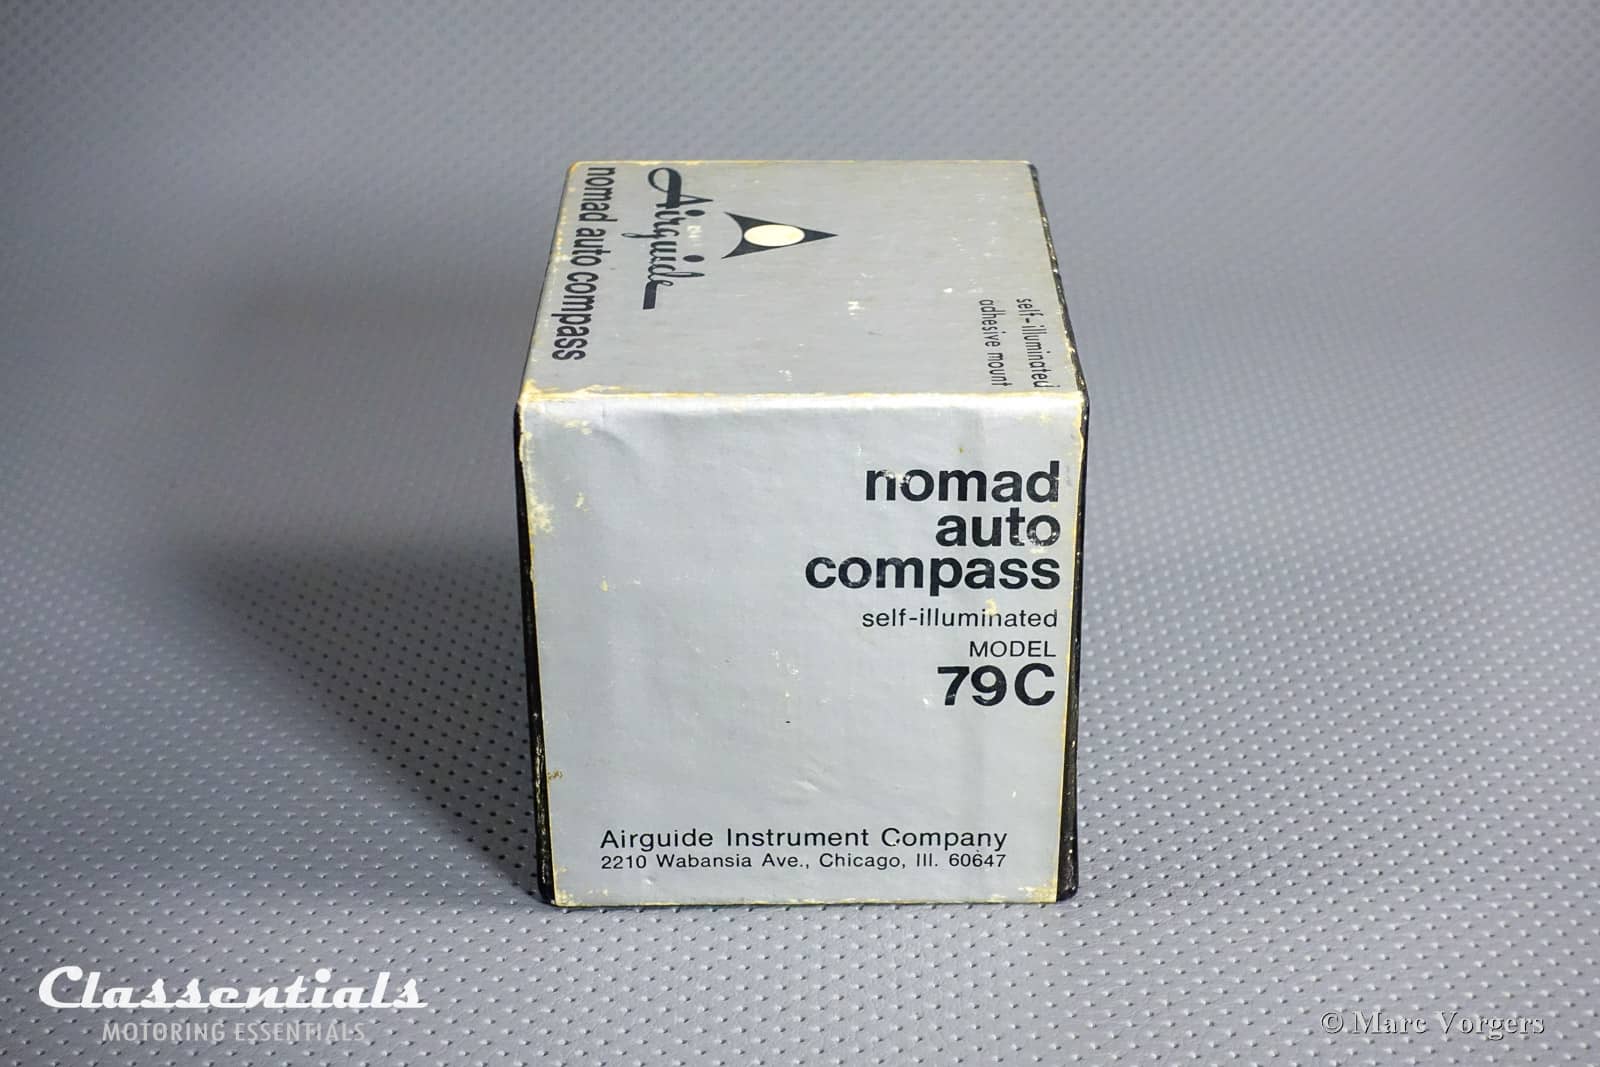 Airguide
nomad auto compass
self-illuminated
adhesive mount
nomad
auto
compass
self-illuminated
MODEL
79C
Airguide Instrument Company
2210 Wabansia Ave., Chicago, Ill. 60647
Classentials
MOTORING ESSENTIALS
© Marc Vorgers